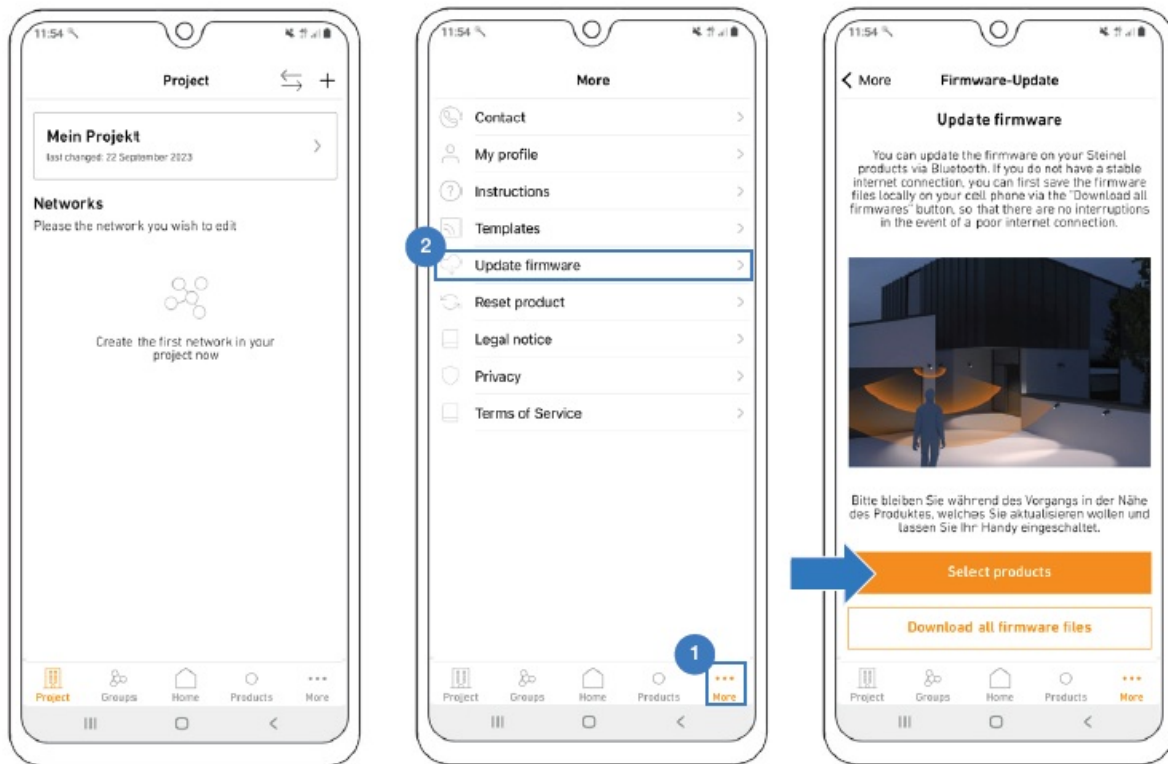 11:54
Project
Mein Projekt
last changed: 22 September 2023
Networks
Please the network you wish to edit
Create the first network in your
project now
Project
Groups
Home
Products
More
11:54
More
Contact
My profile
Instructions
Templates
2
Update firmware
Reset product
Legal notice
Privacy
Terms of Service
1
Project
Groups
Home
Products
More
11:54
More
Firmware-Update
Update firmware
You can update the firmware on your Steinel
products via Bluetooth. If you do not have a stable
internet connection, you can first save the firmware
files locally on your cell phone via the "Download all
firmwares" button, so that there are no interruptions
in the event of a poor internet connection.
Bitte bleiben Sie während des Vorgangs in der Nähe
des Produktes, welches Sie aktualisieren wollen und
lassen Sie Ihr Handy eingeschaltet.
Select products
Download all firmware files
Project
Groups
Home
Products
More